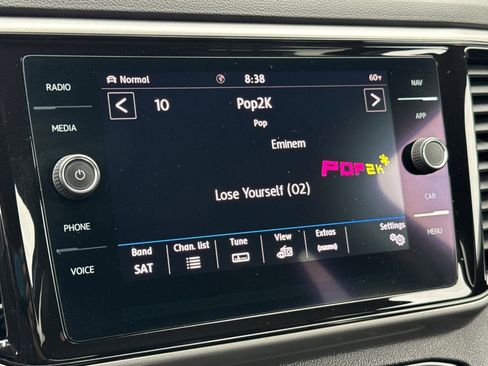 RADIO
MEDIA
PHONE
VOICE
Normal 8:38 60°F
10 Pop2K
Pop
Eminem
POP2K
Lose Yourself (02)
Band
SAT
Chan. list
Tune
View
Extras
(((SXM)))
Settings
NAV
APP
CAR
MENU